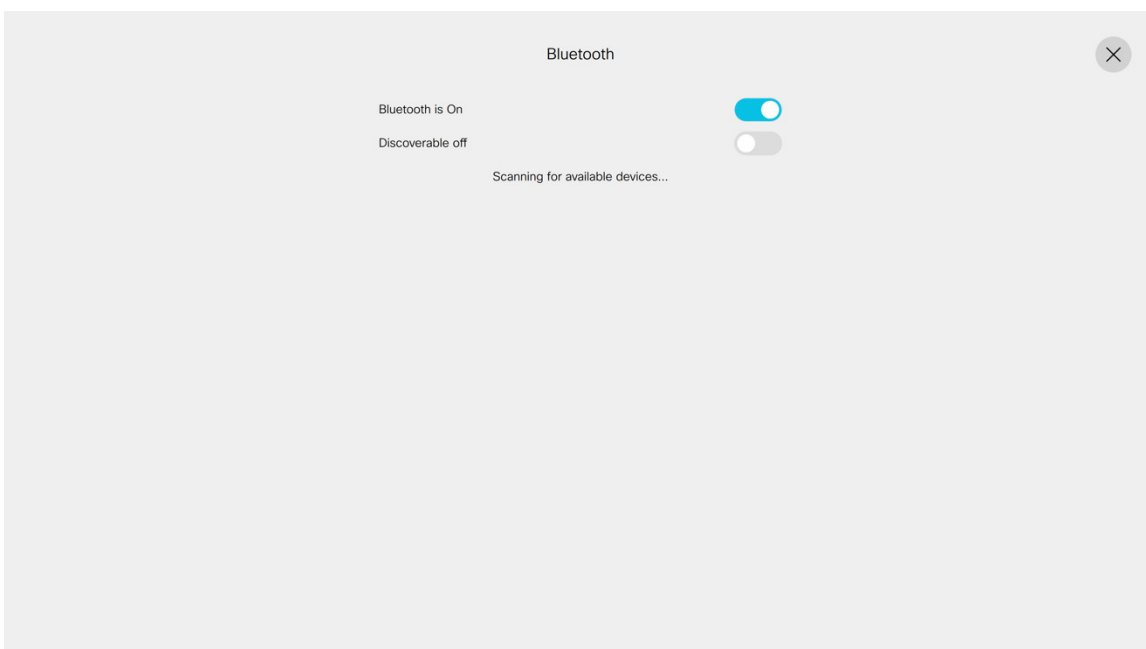 Bluetooth
Bluetooth is On
Discoverable off
Scanning for available devices...